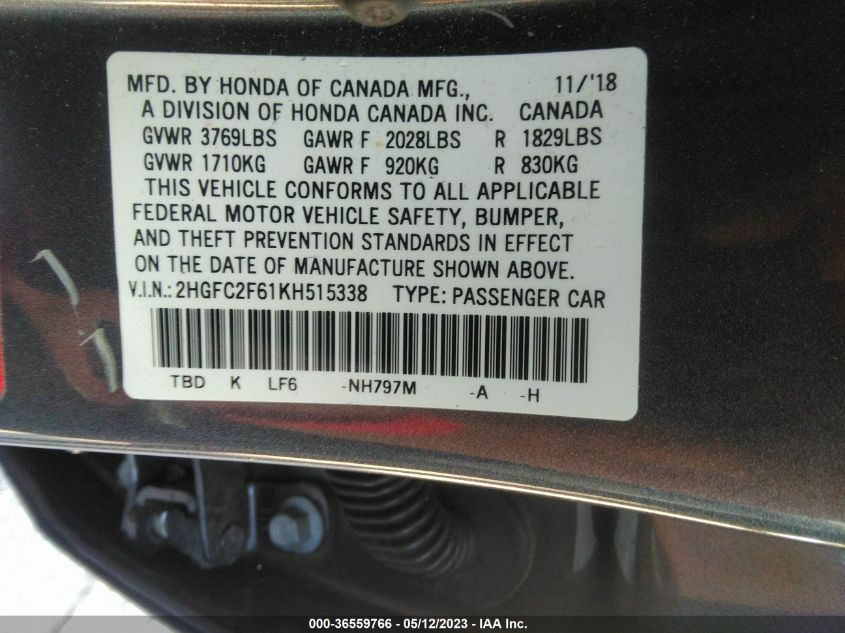 MFD. BY HONDA OF CANADA MFG., 11/'18
A DIVISION OF HONDA CANADA INC. CANADA
GVWR 3769LBS GAWR F 2028LBS R 1829LBS
GVWR 1710KG GAWR F 920KG R 830KG
THIS VEHICLE CONFORMS TO ALL APPLICABLE
FEDERAL MOTOR VEHICLE SAFETY, BUMPER,
AND THEFT PREVENTION STANDARDS IN EFFECT
ON THE DATE OF MANUFACTURE SHOWN ABOVE.
V.I.N.: 2HGFC2F61KH515338 TYPE: PASSENGER CAR
TBD K LF6 -NH797M -A -H
000-36559766 - 05/12/2023 - IAA Inc.